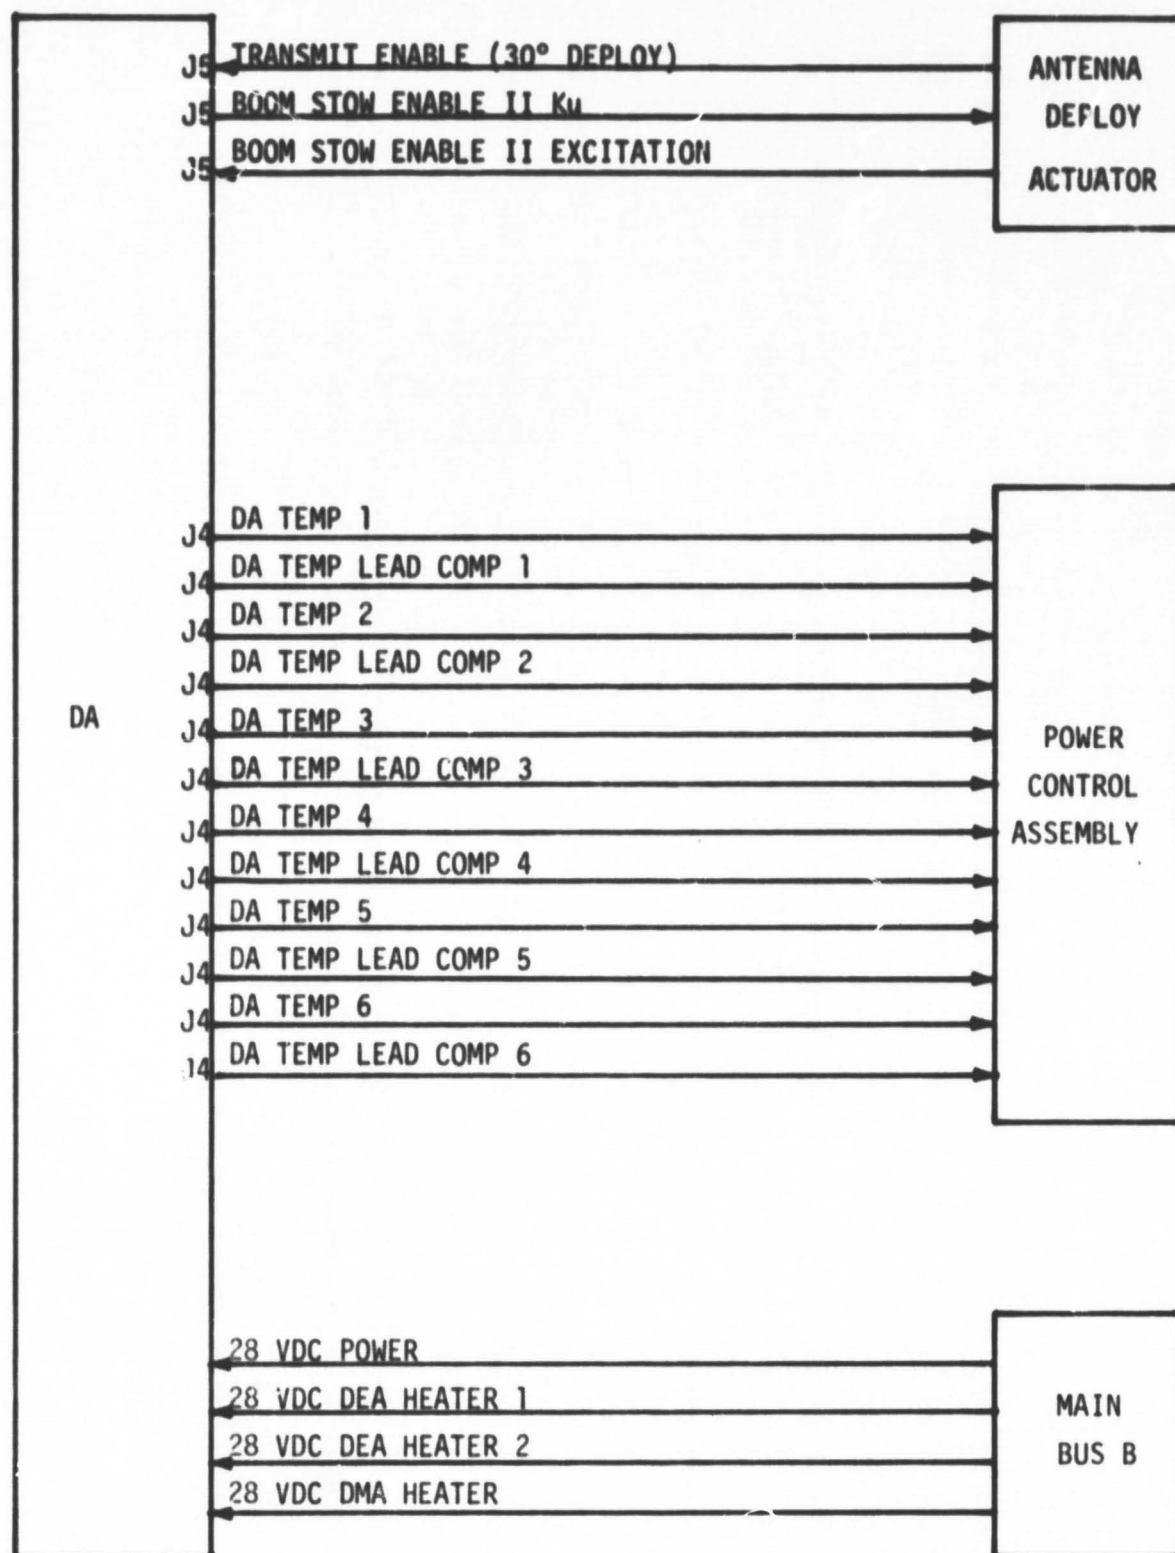 J5 TRANSMIT ENABLE (30° DEPLOY)
J5 BOOM STOW ENABLE II Ku
J5 BOOM STOW ENABLE II EXCITATION
ANTENNA
DEPLOY
ACTUATOR
DA
J4 DA TEMP 1
J4 DA TEMP LEAD COMP 1
J4 DA TEMP 2
J4 DA TEMP LEAD COMP 2
J4 DA TEMP 3
J4 DA TEMP LEAD COMP 3
J4 DA TEMP 4
J4 DA TEMP LEAD COMP 4
J4 DA TEMP 5
J4 DA TEMP LEAD COMP 5
J4 DA TEMP 6
J4 DA TEMP LEAD COMP 6
POWER
CONTROL
ASSEMBLY
28 VDC POWER
28 VDC DEA HEATER 1
28 VDC DEA HEATER 2
28 VDC DMA HEATER
MAIN
BUS B